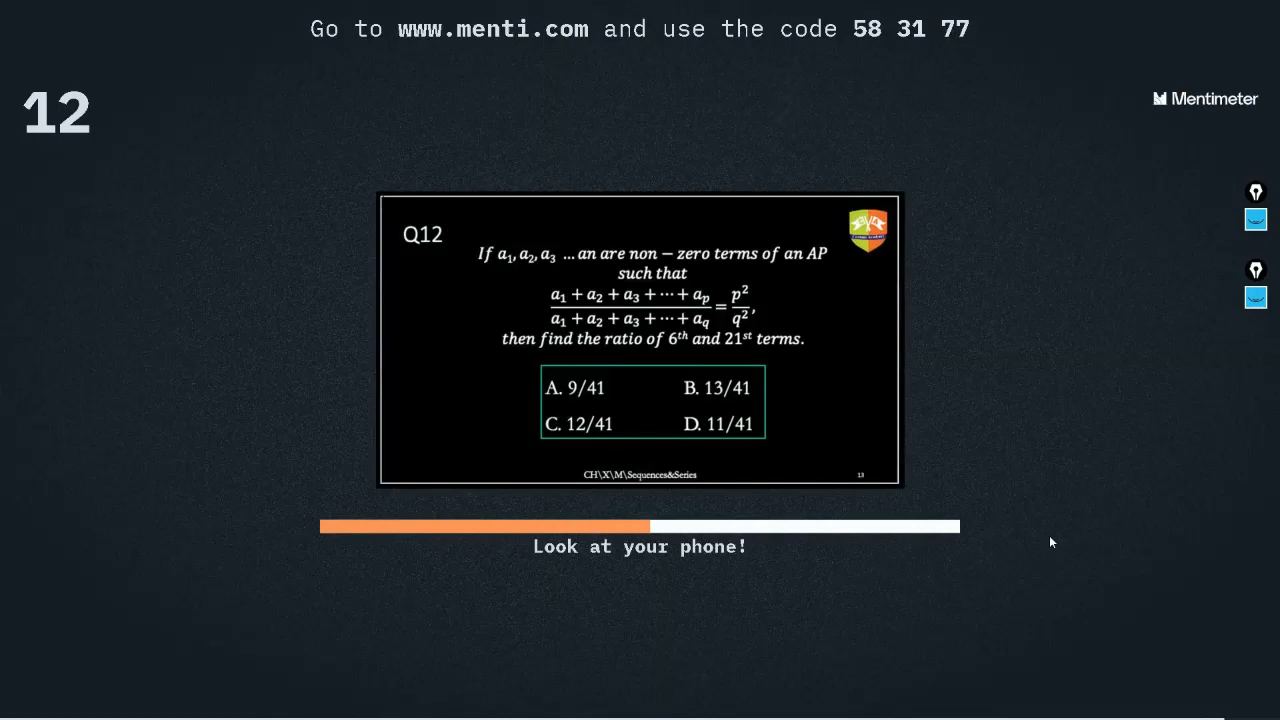 Go to www.menti.com and use the code 58 31 77
12
Mentimeter
Q12
If a₁, a₂, a₃ ... an are non − zero terms of an AP
such that
a₁ + a₂ + a₃ + ⋯ + aₚ / a₁ + a₂ + a₃ + ⋯ + a_q = p² / q²,
then find the ratio of 6ᵗʰ and 21ˢᵗ terms.
A. 9/41 B. 13/41
C. 12/41 D. 11/41
CH\X\M\Sequences&Series 13
Look at your phone!